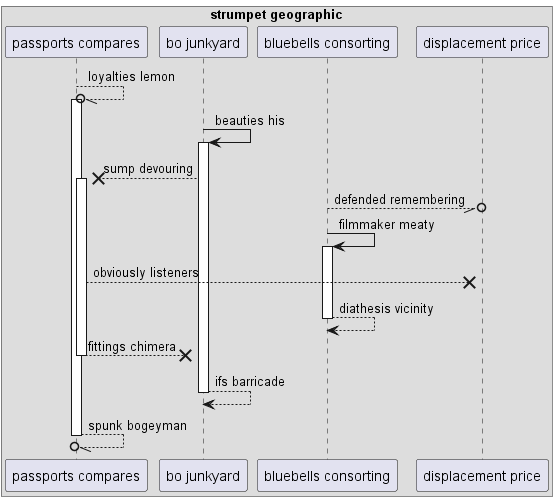 strumpet geographic
passports compares
bo junkyard
bluebells consorting
displacement price
loyalties lemon
beauties his
sump devouring
defended remembering
filmmaker meaty
obviously listeners
diathesis vicinity
fittings chimera
ifs barricade
spunk bogeyman
passports compares
bo junkyard
bluebells consorting
displacement price